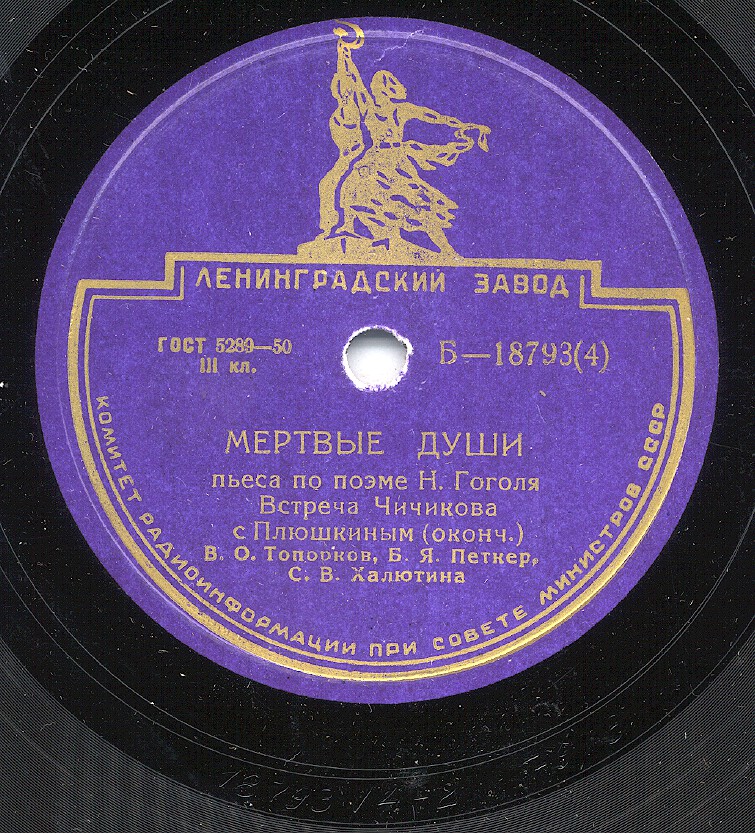 ЛЕНИНГРАДСКИЙ ЗАВОД
ГОСТ 5289—50
III кл.
Б—18793(4)
МЕРТВЫЕ ДУШИ
пьеса по поэме Н. Гоголя
Встреча Чичикова
с Плюшкиным (оконч.)
В. О. Топорков, Б. Я. Петкер,
С. В. Халютина
КОМИТЕТ РАДИОИНФОРМАЦИИ ПРИ СОВЕТЕ МИНИСТРОВ СССР